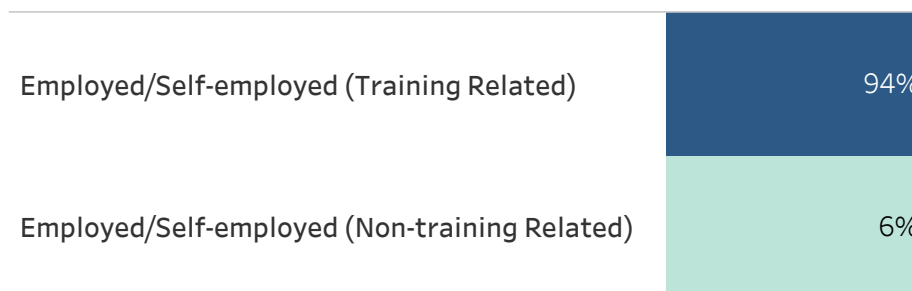 Employed/Self-employed (Training Related) 94%
Employed/Self-employed (Non-training Related) 6%